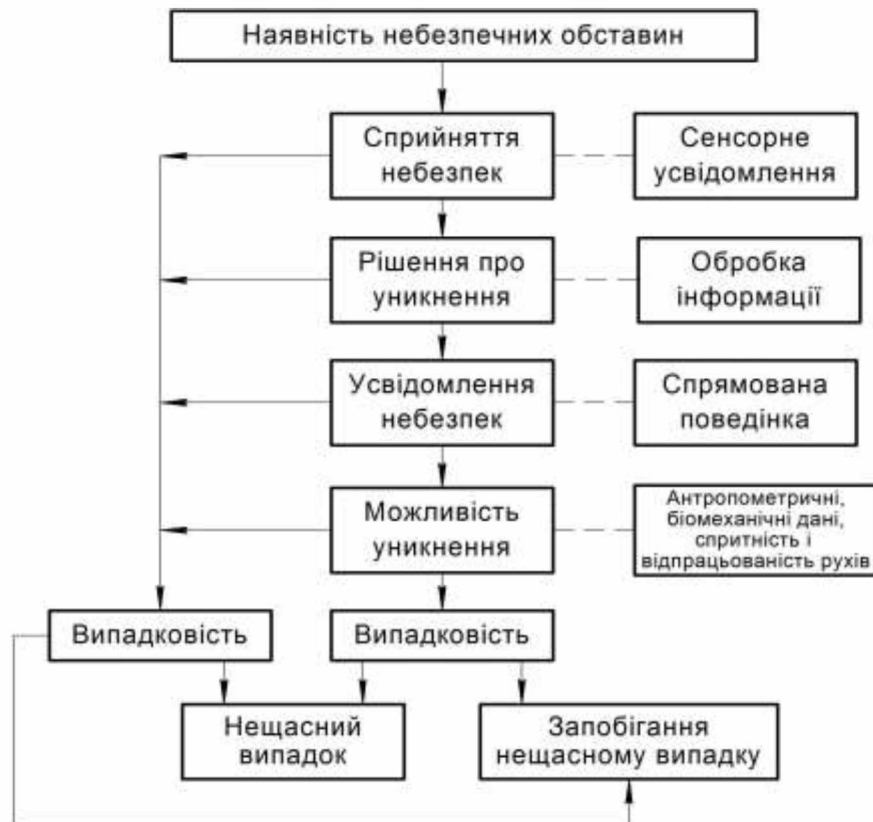 Наявність небезпечних обставин
Сприйняття
небезпек
Сенсорне
усвідомлення
Рішення про
уникнення
Обробка
інформації
Усвідомлення
небезпек
Спрямована
поведінка
Можливість
уникнення
Антропометричні,
біомеханічні дані,
спритність і
відпрацьованість рухів
Випадковість
Випадковість
Нещасний
випадок
Запобігання
нещасному випадку